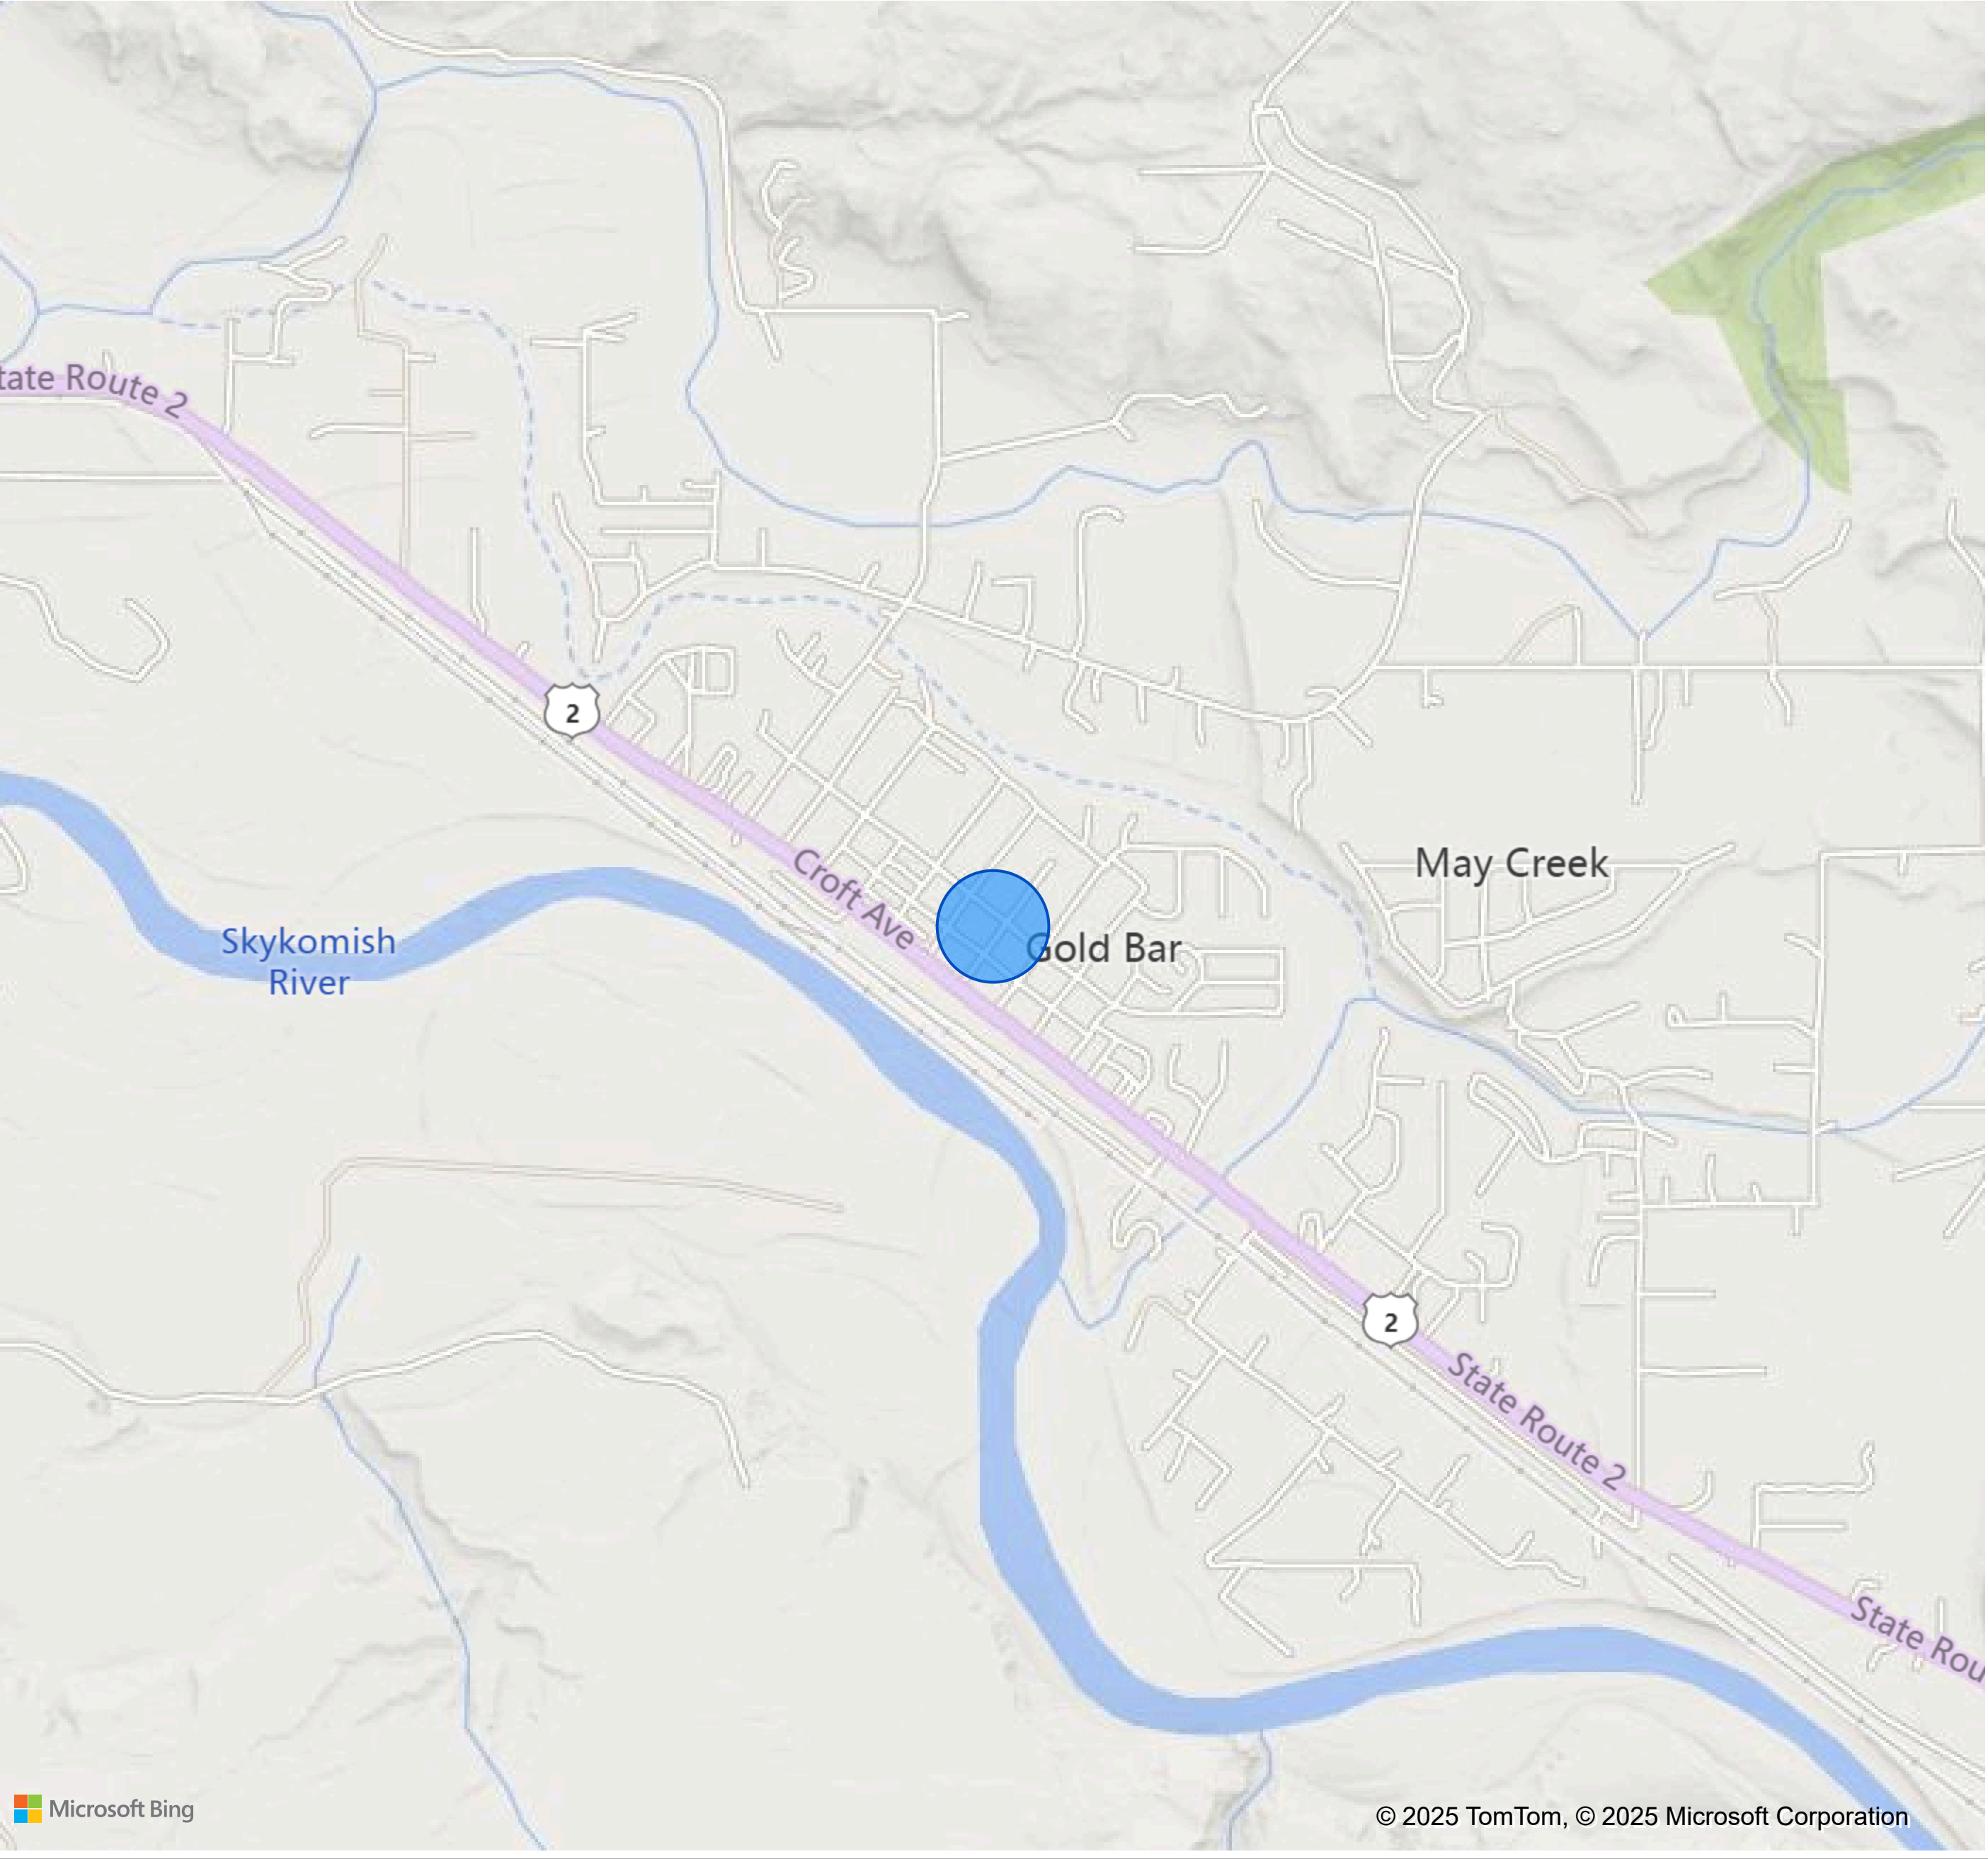 tate Route 2
2
Croft Ave
May Creek
Gold Bar
Skykomish
River
2
State Route 2
State Rou
Microsoft Bing
© 2025 TomTom, © 2025 Microsoft Corporation